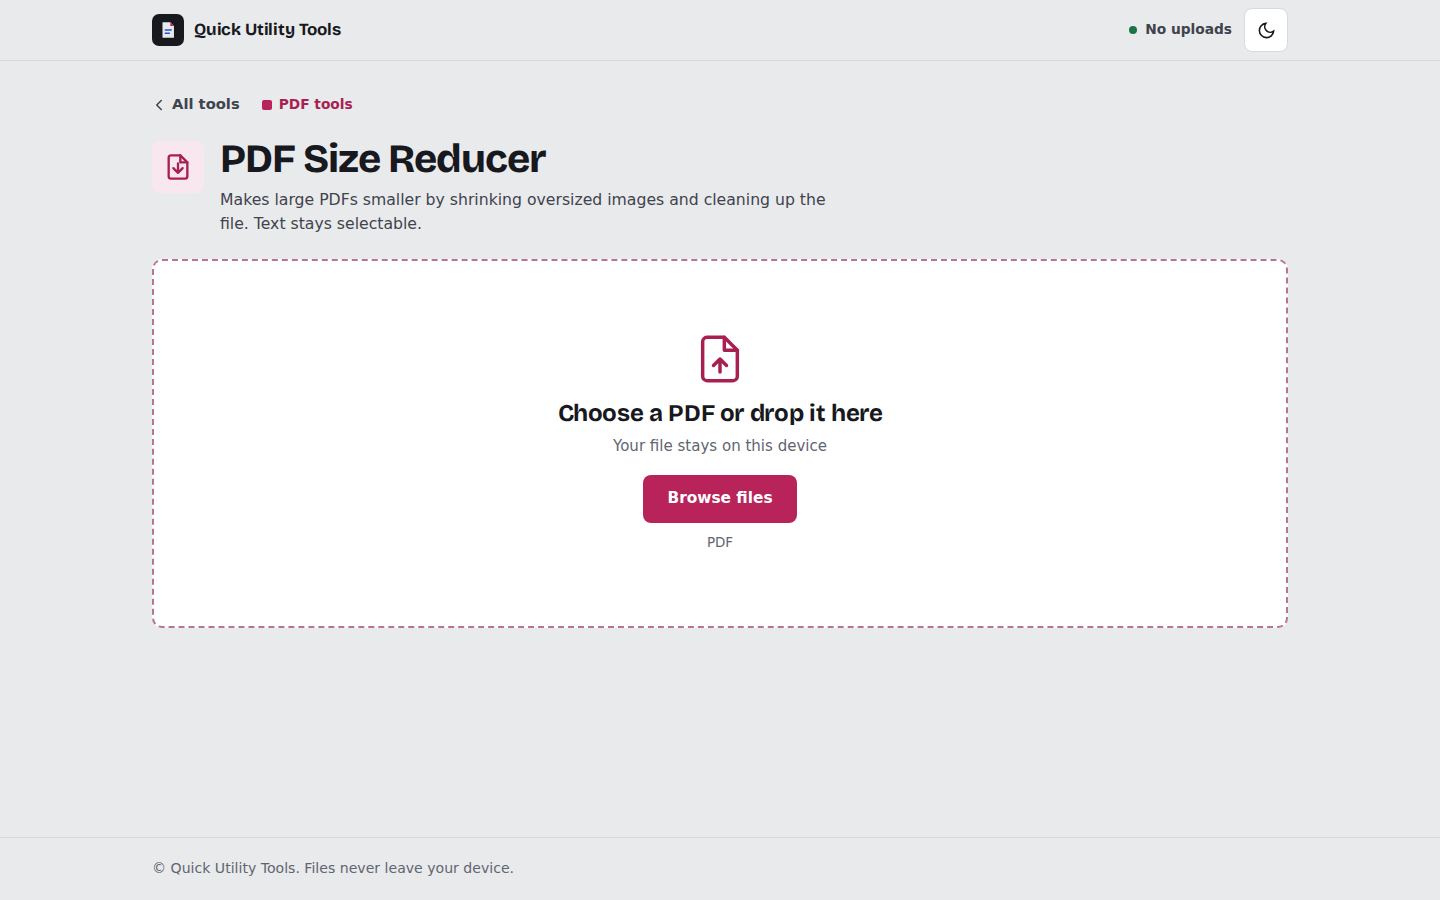 Quick Utility Tools
No uploads
All tools
PDF tools
PDF Size Reducer
Makes large PDFs smaller by shrinking oversized images and cleaning up the
file. Text stays selectable.
Choose a PDF or drop it here
Your file stays on this device
Browse files
PDF
© Quick Utility Tools. Files never leave your device.